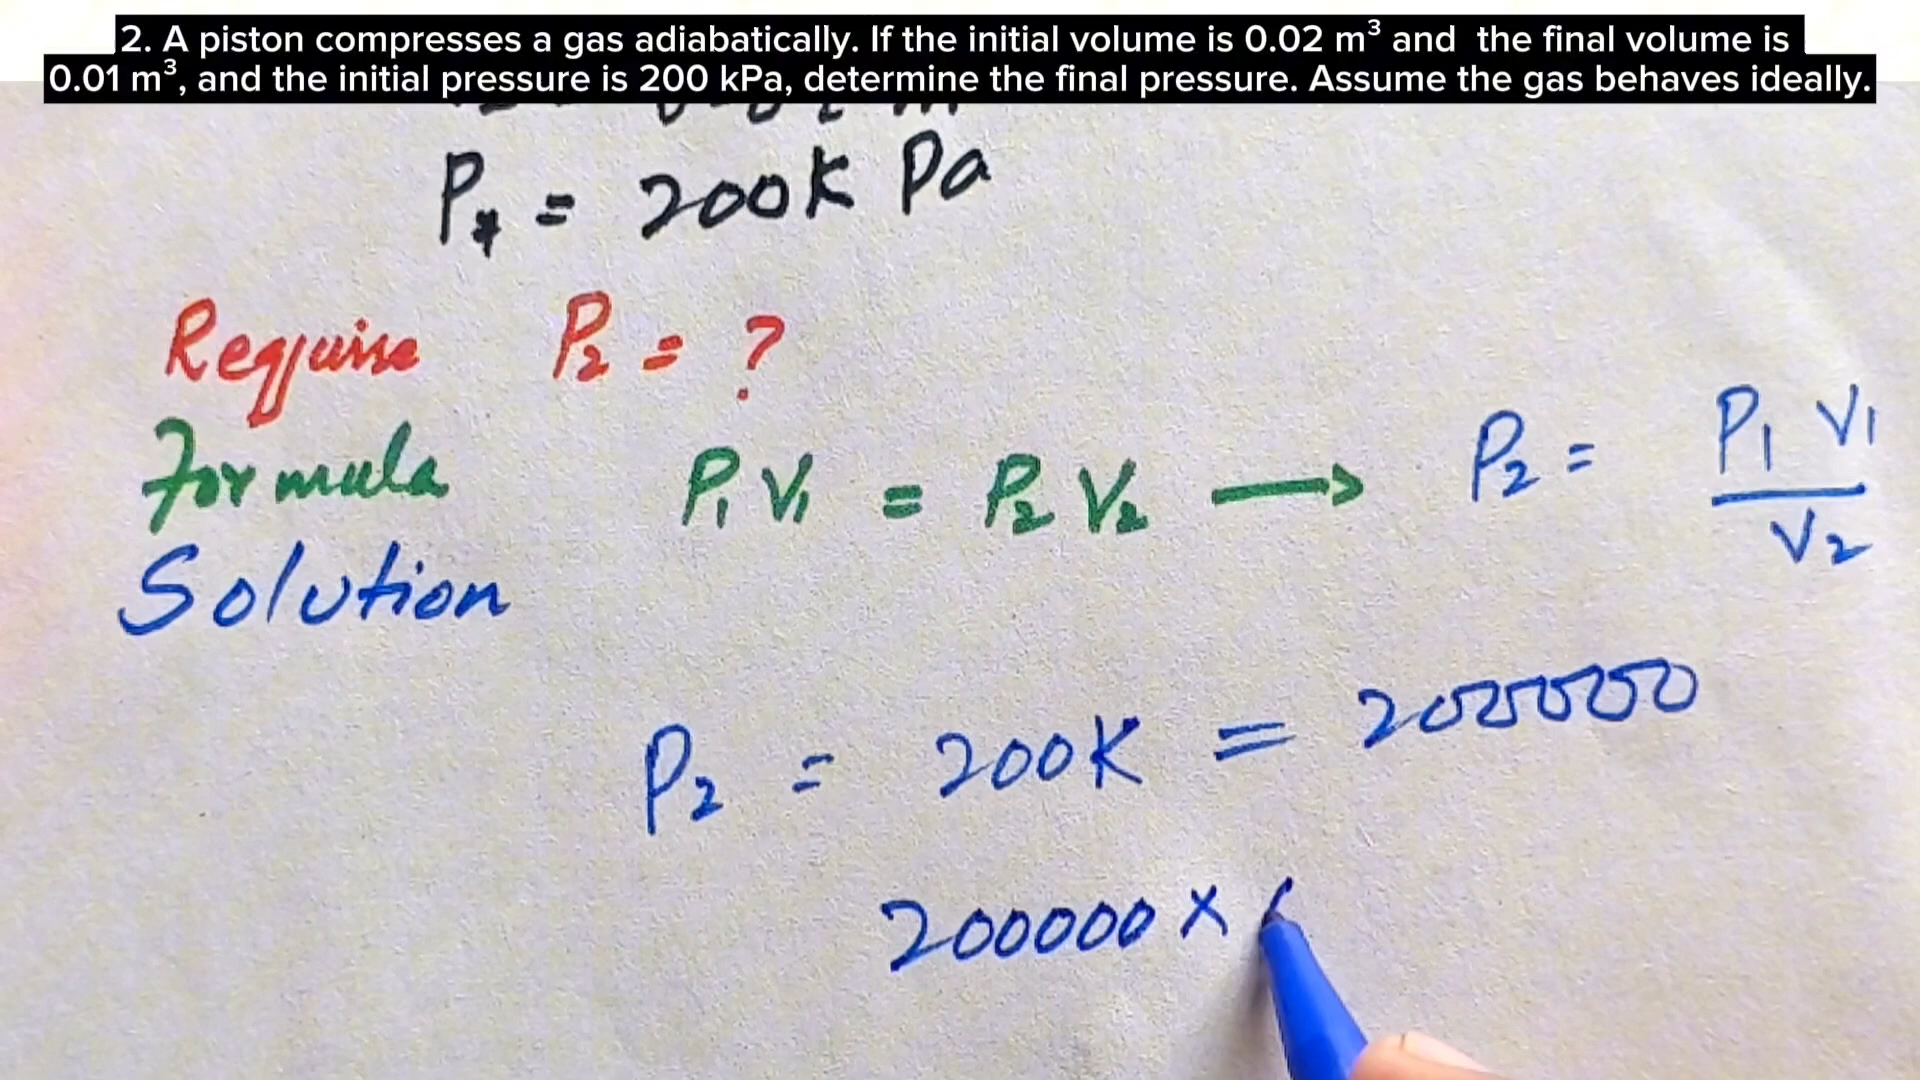 2. A piston compresses a gas adiabatically. If the initial volume is 0.02 m³ and the final volume is
0.01 m³, and the initial pressure is 200 kPa, determine the final pressure. Assume the gas behaves ideally.
P₁ = 200K Pa
Require P₂ = ?
Formula P₁V₁ = P₂V₂ → P₂ = P₁ V₁ / V₂
Solution
P₂ = 200K = 200000
200000 ×